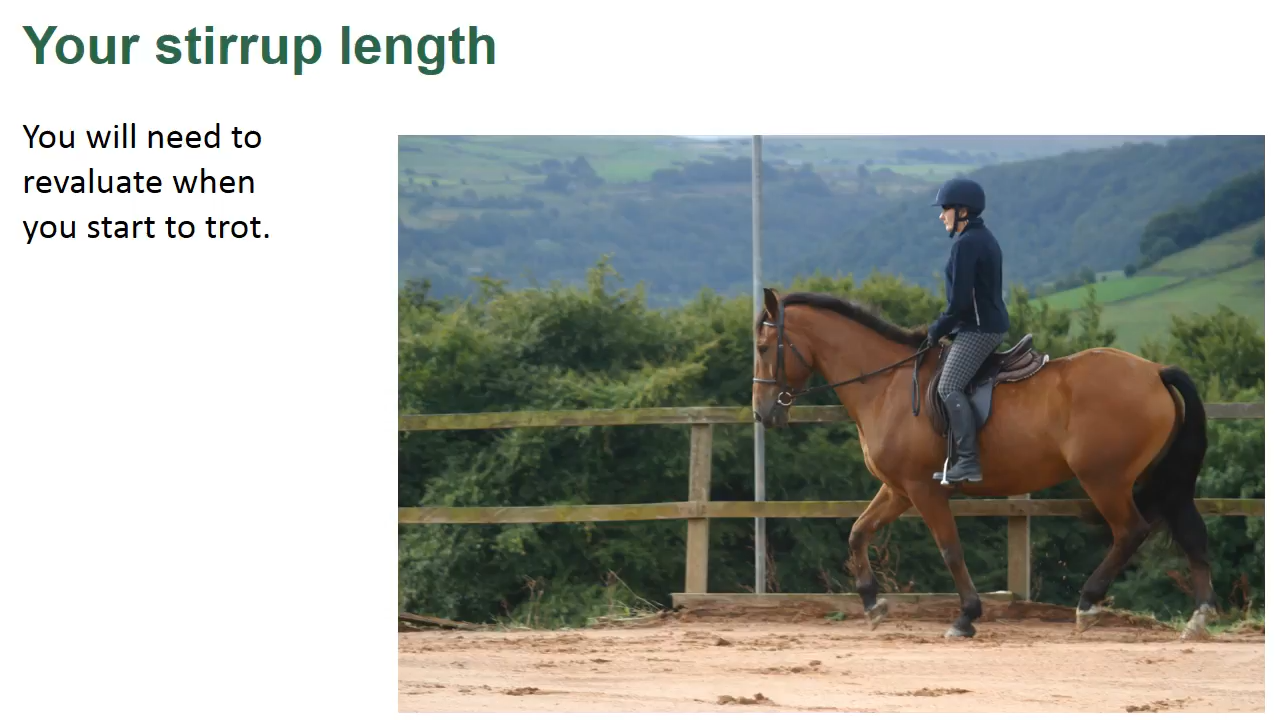 Your stirrup length
You will need to
revaluate when
you start to trot.